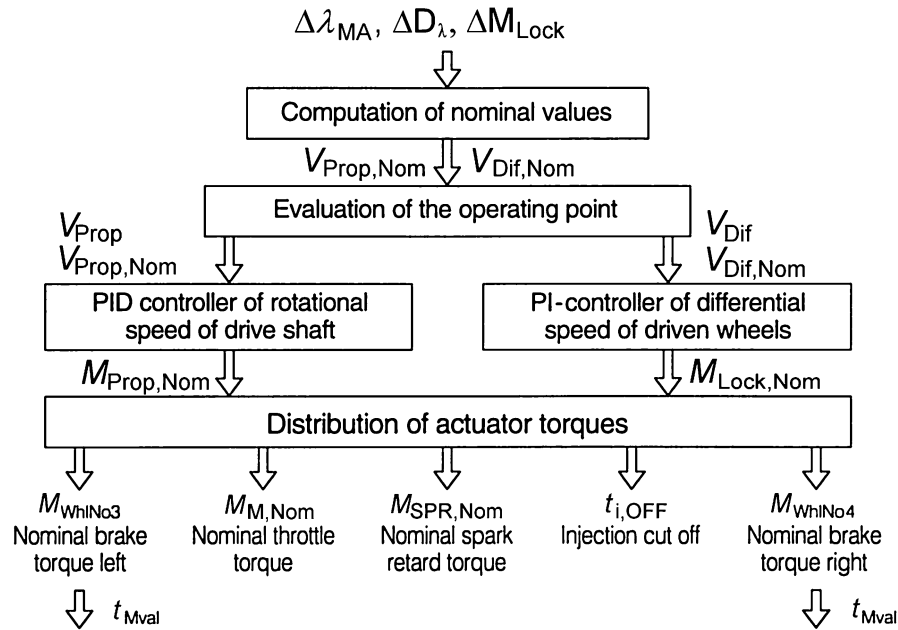 Δλ_MA, ΔD_λ, ΔM_Lock
Computation of nominal values
V_Prop,Nom V_Dif,Nom
Evaluation of the operating point
V_Prop
V_Prop,Nom
V_Dif
V_Dif,Nom
PID controller of rotational
speed of drive shaft
PI-controller of differential
speed of driven wheels
M_Prop,Nom
M_Lock,Nom
Distribution of actuator torques
M_WhlNo3
Nominal brake
torque left
M_M,Nom
Nominal throttle
torque
M_SPR,Nom
Nominal spark
retard torque
t_i,OFF
Injection cut off
M_WhlNo4
Nominal brake
torque right
t_Mval
t_Mval